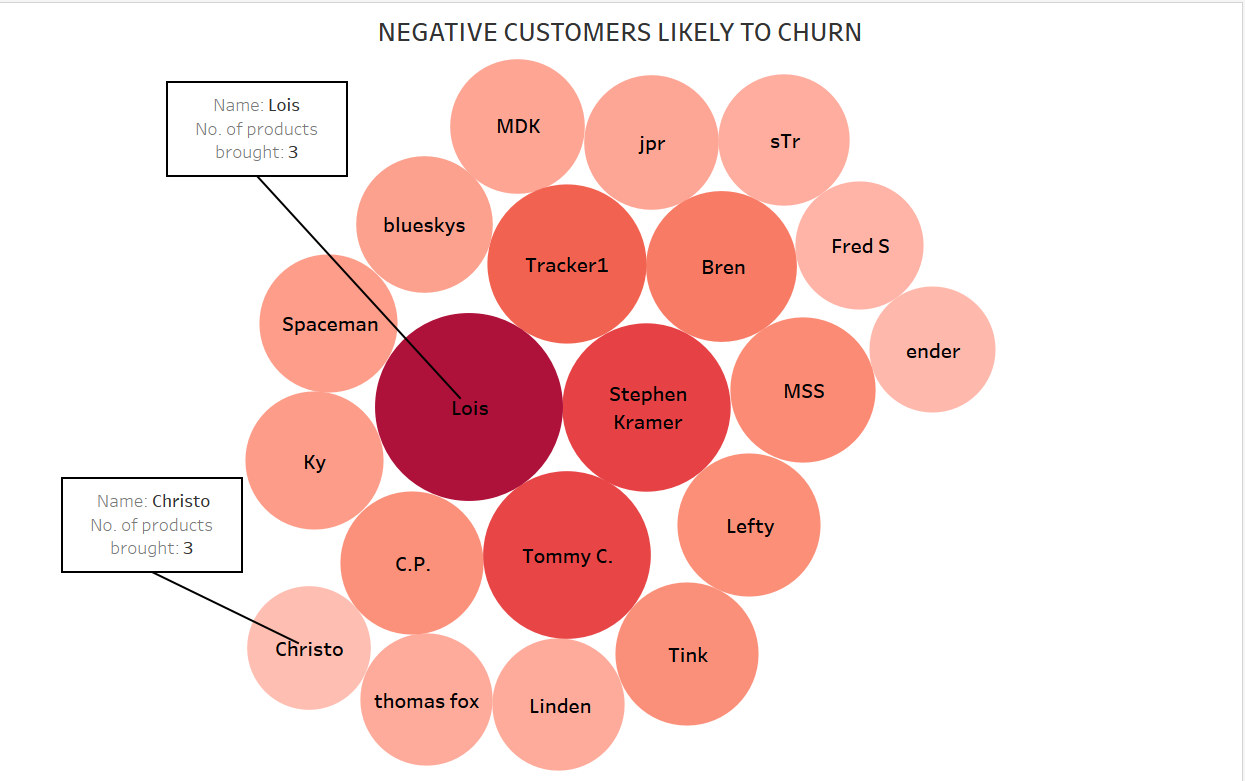 NEGATIVE CUSTOMERS LIKELY TO CHURN
Name: Lois
No. of products
brought: 3
MDK
jpr
sTr
blueskys
Tracker1
Bren
Fred S
Spaceman
ender
Lois
Stephen
Kramer
MSS
Ky
Name: Christo
No. of products
brought: 3
C.P.
Tommy C.
Lefty
Christo
Tink
thomas fox
Linden